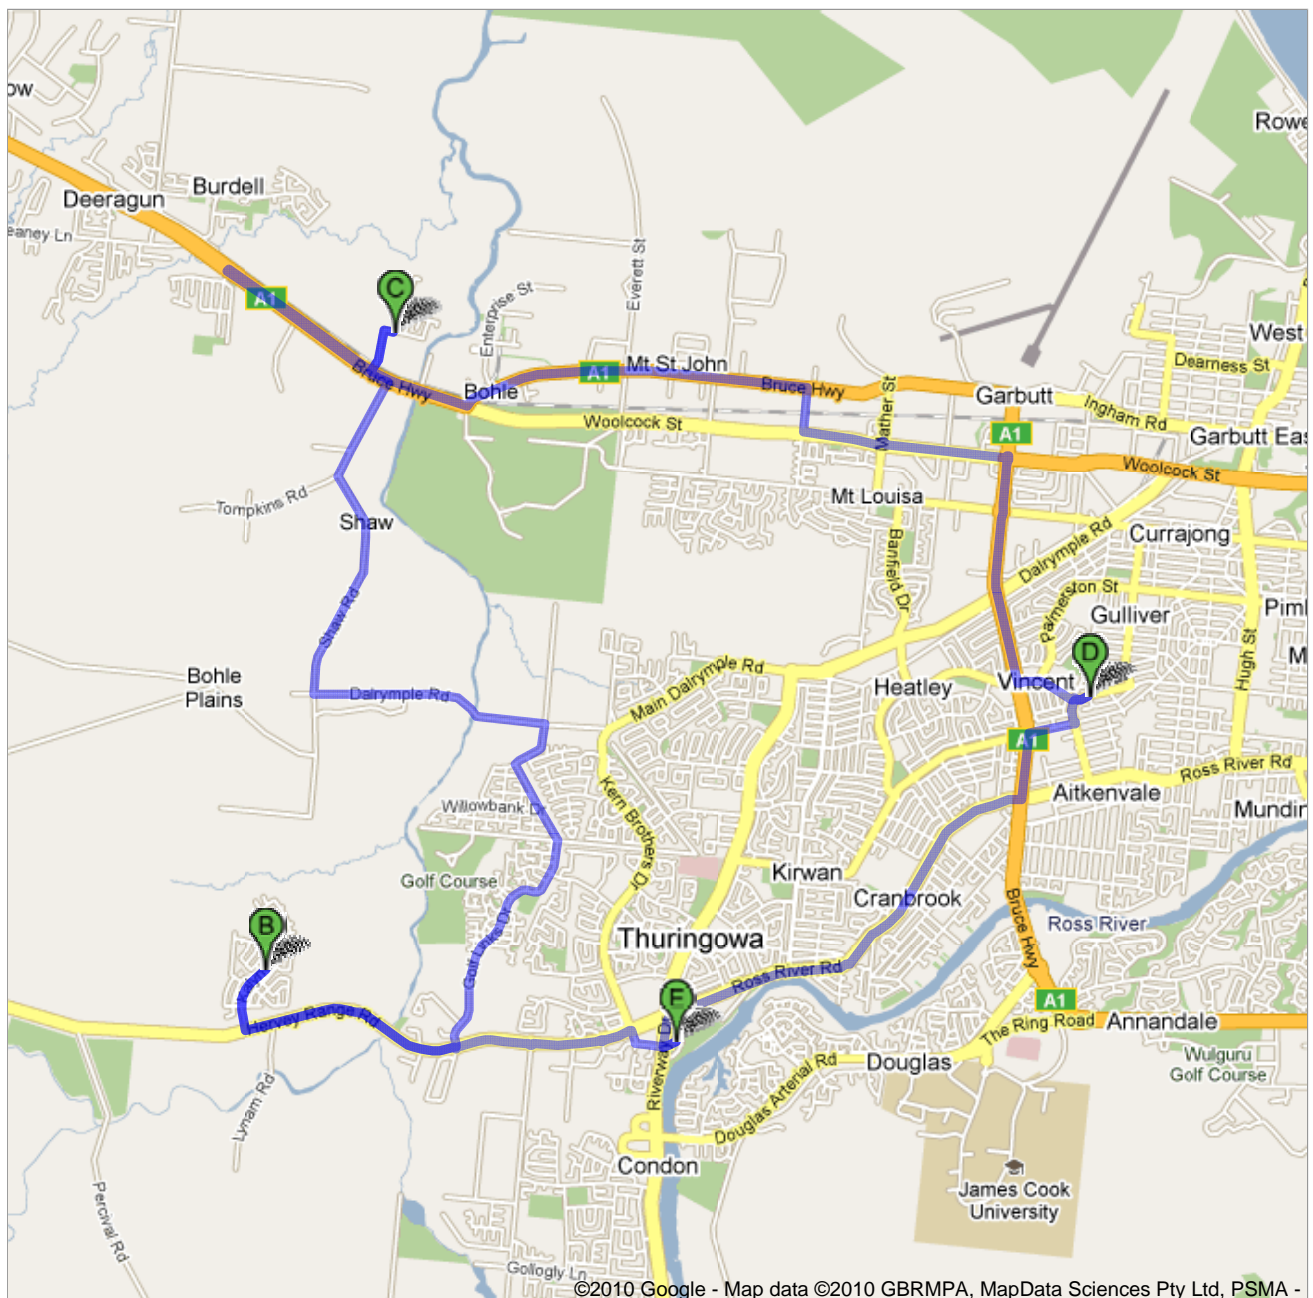 ow
Rowe
Burdell
Deeragun
eaney Ln
A1
C
Everett St
Enterprise St
West
Dearness St
Bruce Hwy
Bohle
A1
Mt St John
Bruce Hwy
Mather St
Garbutt
Ingham Rd
Garbutt Eas
A1
Woolcock St
Woolcock St
Tompkins Rd
Shaw
Mt Louisa
Banfield Dr
Dalrymple Rd
Currajong
Palmerston St
Gulliver
Piml
Hugh St
M
Shaw Rd
Bohle
Plains
Dalrymple Rd
Main Dalrymple Rd
Heatley
Vincent
D
A1
Ross River Rd
Aitkenvale
Mundin
Willowbank Dr
Kern Brothers Dr
Golf Course
Kirwan
Cranbrook
Bruce Hwy
Ross River
B
Golf Links Dr
Thuringowa
Ross River Rd
E
A1
The Ring Road
Annandale
Hervey Range Rd
Riverway Dr
Douglas
Wulguru
Golf Course
Lynam Rd
Douglas Arterial Rd
Condon
James Cook
University
Percival Rd
Gollogly Ln
©2010 Google - Map data ©2010 GBRMPA, MapData Sciences Pty Ltd, PSMA -